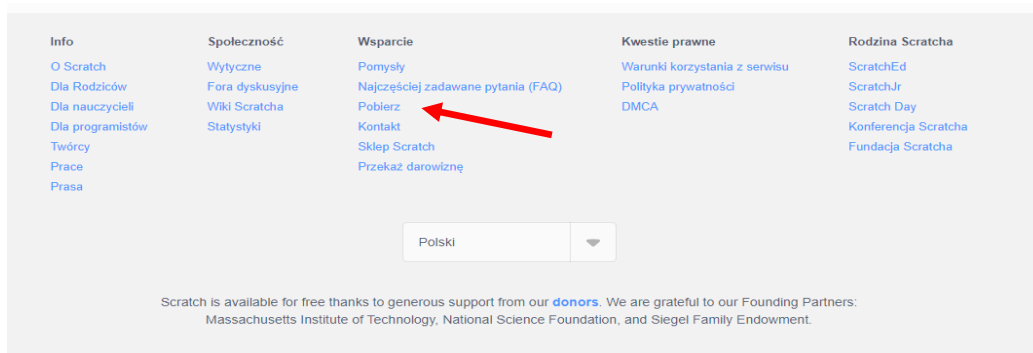 Info
O Scratch
Dla Rodziców
Dla nauczycieli
Dla programistów
Twórcy
Prace
Prasa
Społeczność
Wytyczne
Fora dyskusyjne
Wiki Scratcha
Statystyki
Wsparcie
Pomysły
Najczęściej zadawane pytania (FAQ)
Pobierz
Kontakt
Sklep Scratch
Przekaż darowiznę
Kwestie prawne
Warunki korzystania z serwisu
Polityka prywatności
DMCA
Rodzina Scratcha
ScratchEd
ScratchJr
Scratch Day
Konferencja Scratcha
Fundacja Scratcha
Polski
Scratch is available for free thanks to generous support from our donors. We are grateful to our Founding Partners:
Massachusetts Institute of Technology, National Science Foundation, and Siegel Family Endowment.